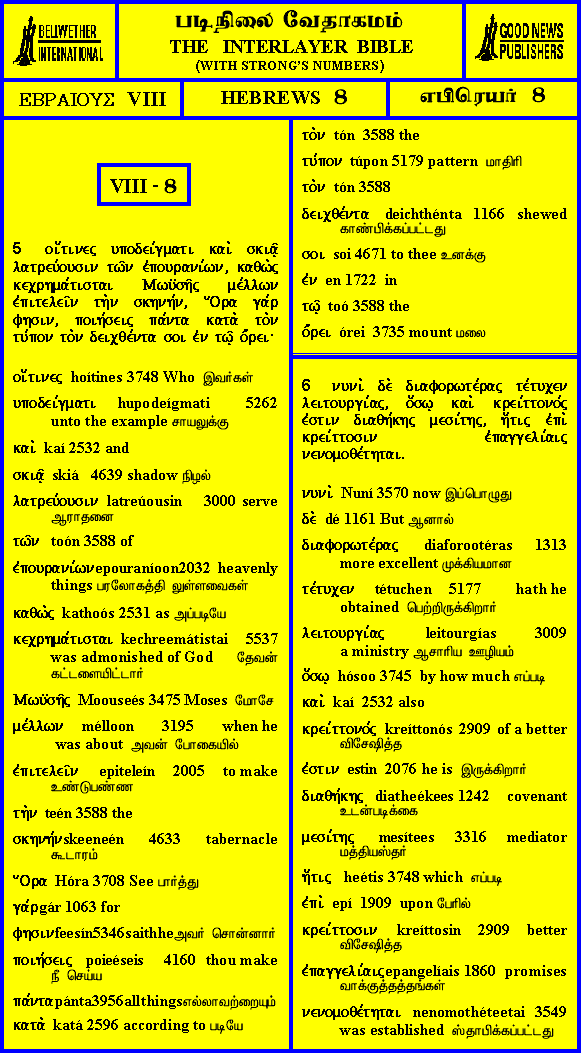 BELLWETHER
INTERNATIONAL
படிநிலை வேதாகமம்
THE INTERLAYER BIBLE
(WITH STRONG'S NUMBERS)
GOOD NEWS
PUBLISHERS
ΕΒΡΑΙΟΥΣ VIII
HEBREWS 8
எபிரெயர் 8
VIII - 8
5 οἵτινες υποδείγματι καὶ σκιᾷ
λατρεύουσιν τῶν ἐπουρανίων, καθὼς
κεχρημάτισται Μωϋσῆς μέλλων
ἐπιτελεῖν τὴν σκηνήν, Ὅρα γάρ
φησιν, ποιήσεις πάντα κατὰ τὸν
τύπον τὸν δειχθέντα σοι ἐν τῷ ὄρει·
οἵτινες hoítines 3748 Who இவர்கள்
υποδείγματι hupodeígmati 5262
unto the example சாயலுக்கு
καὶ kaí 2532 and
σκιᾷ skiá 4639 shadow நிழல்
λατρεύουσιν latreúousin 3000 serve
ஆராதனை
τῶν toón 3588 of
ἐπουρανίων epouraníoon2032 heavenly
things பரலோகத்தி லுள்ளவைகள்
καθὼς kathoós 2531 as அப்படியே
κεχρημάτισται kechreemátistai 5537
was admonished of God தேவன்
கட்டளையிட்டார்
Μωϋσῆς Moouseés 3475 Moses மோசே
μέλλων mélloon 3195 when he
was about அவன் போகையில்
ἐπιτελεῖν epiteleín 2005 to make
உண்டுபண்ண
τὴν teén 3588 the
σκηνήν skeeneén 4633 tabernacle
கூடாரம்
Ὅρα Hóra 3708 See பார்த்து
γάρ gár 1063 for
φησιν feesín5346saith he அவர் சொன்னார்
ποιήσεις poieéseis 4160 thou make
நீ செய்ய
πάντα pánta3956all things எல்லாவற்றையும்
κατὰ katá 2596 according to படியே
τὸν tón 3588 the
τύπον túpon 5179 pattern மாதிரி
τὸν tón 3588
δειχθέντα deichthénta 1166 shewed
காண்பிக்கப்பட்டது
σοι soi 4671 to thee உனக்கு
ἐν en 1722 in
τῷ toó 3588 the
ὄρει órei 3735 mount மலை
6 νυνὶ δὲ διαφορωτέρας τέτυχεν
λειτουργίας, ὅσῳ καὶ κρείττονός
ἐστιν διαθήκης μεσίτης, ἥτις ἐπὶ
κρείττοσιν ἐπαγγελίαις
νενομοθέτηται.
νυνὶ Nuní 3570 now இப்பொழுது
δὲ dé 1161 But ஆனால்
διαφορωτέρας diaforootéras 1313
more excellent முக்கியமான
τέτυχεν tétuchen 5177 hath he
obtained பெற்றிருக்கிறார்
λειτουργίας leitourgías 3009
a ministry ஆசாரிய ஊழியம்
ὅσῳ hósoo 3745 by how much எப்படி
καὶ kaí 2532 also
κρείττονός kreíttonós 2909 of a better
விசேஷித்த
ἐστιν estin 2076 he is இருக்கிறார்
διαθήκης diatheékees 1242 covenant
உடன்படிக்கை
μεσίτης mesítees 3316 mediator
மத்தியஸ்தர்
ἥτις heétis 3748 which எப்படி
ἐπὶ epí 1909 upon பேரில்
κρείττοσιν kreíttosin 2909 better
விசேஷித்த
ἐπαγγελίαις epangelíais 1860 promises
வாக்குத்தத்தங்கள்
νενομοθέτηται nenomothéteetai 3549
was established ஸ்தாபிக்கப்பட்டது